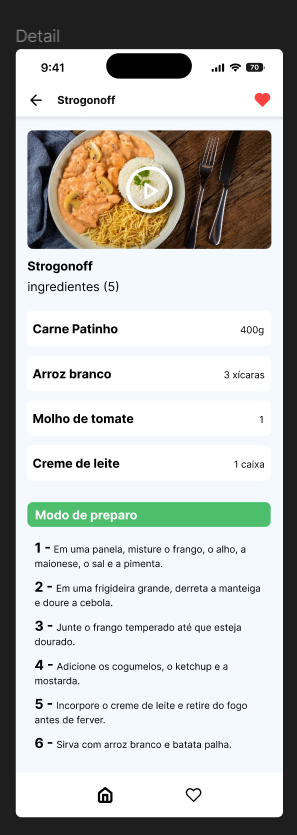 Detail
9:41
70
Strogonoff
Strogonoff
ingredientes (5)
Carne Patinho 400g
Arroz branco 3 xícaras
Molho de tomate 1
Creme de leite 1 caixa
Modo de preparo
1 - Em uma panela, misture o frango, o alho, a
maionese, o sal e a pimenta.
2 - Em uma frigideira grande, derreta a manteiga
e doure a cebola.
3 - Junte o frango temperado até que esteja
dourado.
4 - Adicione os cogumelos, o ketchup e a
mostarda.
5 - Incorpore o creme de leite e retire do fogo
antes de ferver.
6 - Sirva com arroz branco e batata palha.